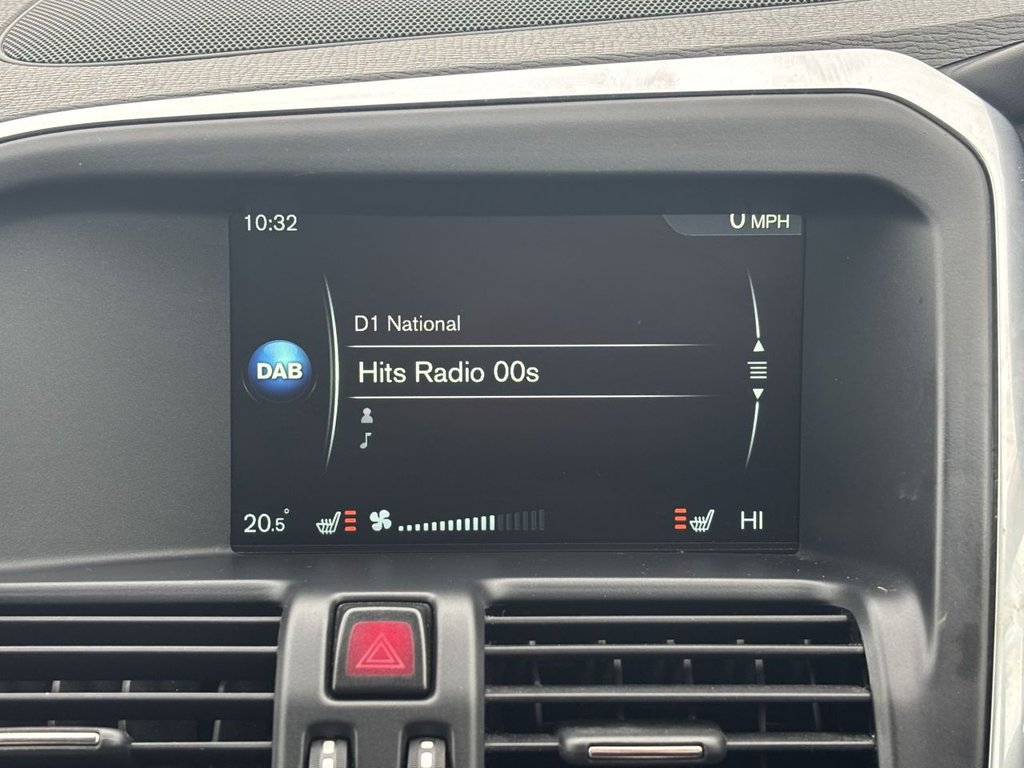 10:32
0 MPH
D1 National
DAB
Hits Radio 00s
20.5°
HI